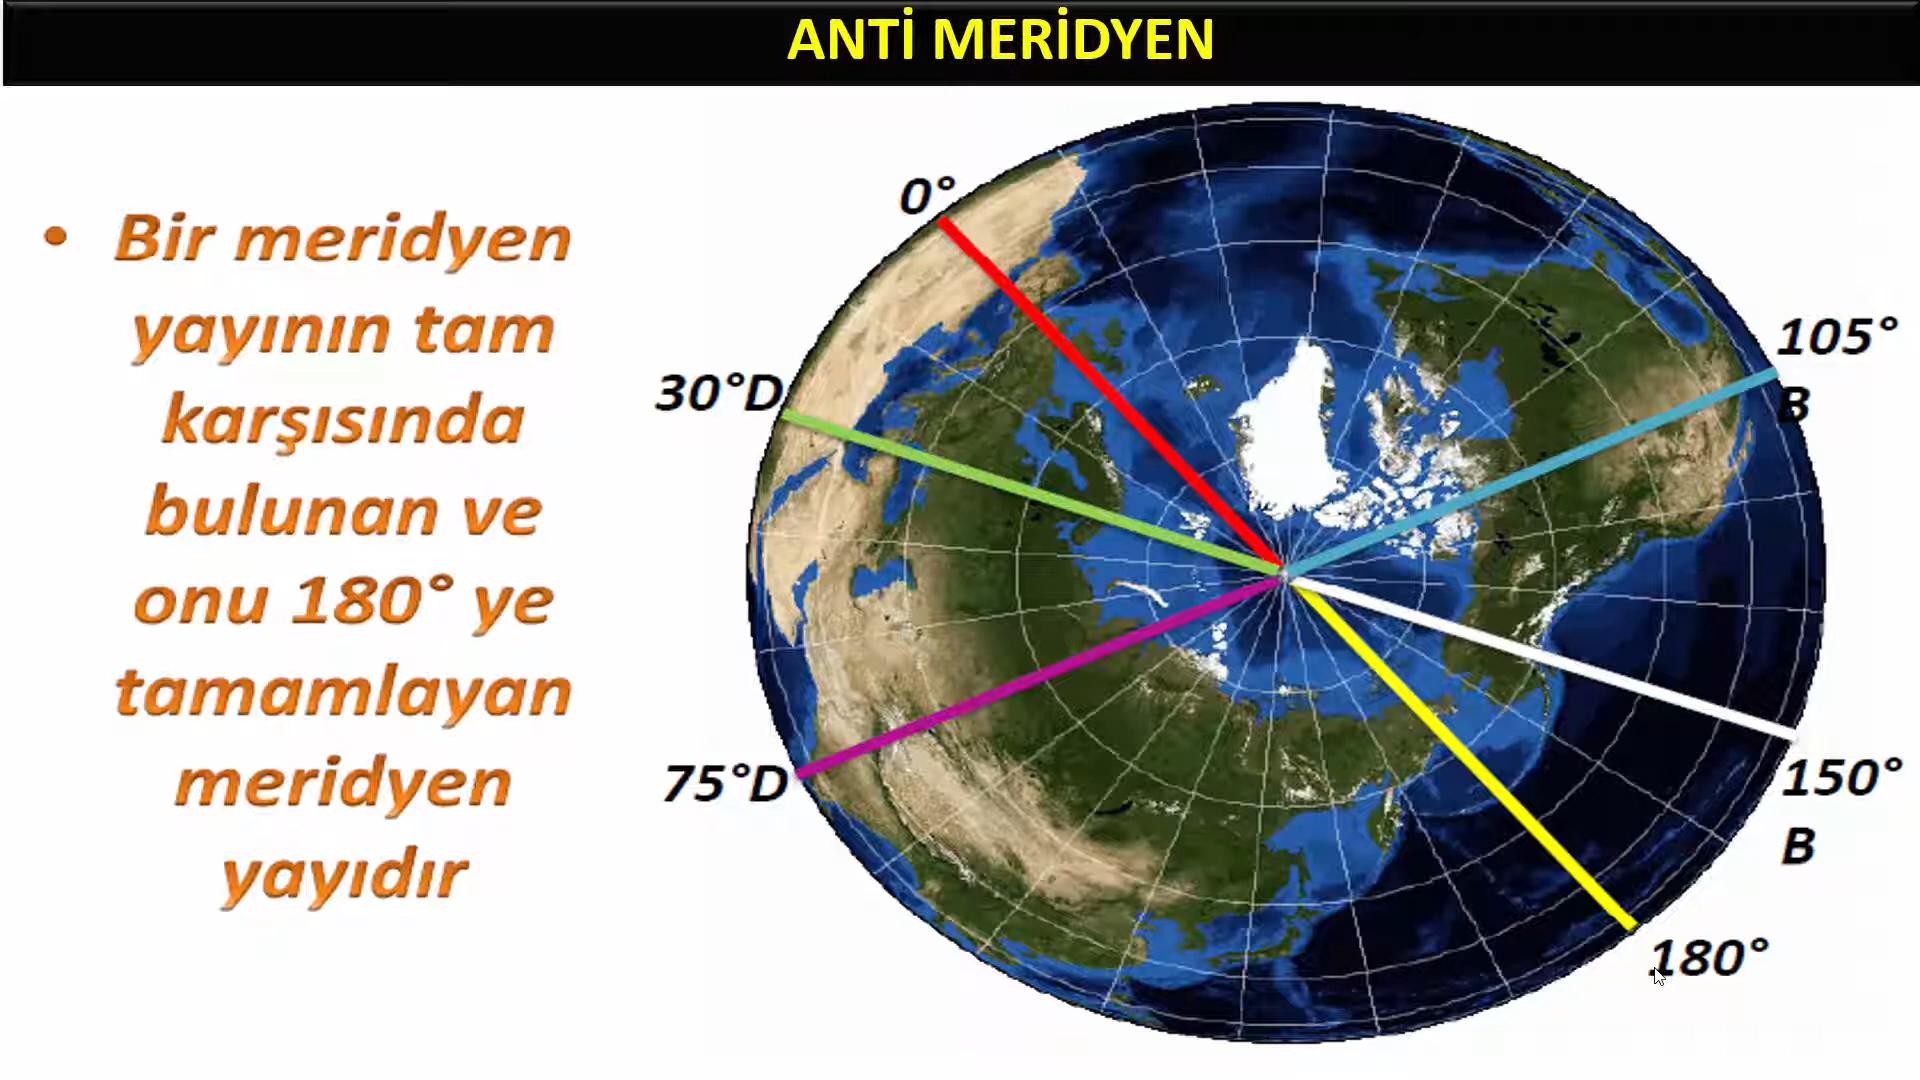 ANTİ MERİDYEN
• Bir meridyen
yayının tam
karşısında
bulunan ve
onu 180° ye
tamamlayan
meridyen
yayıdır
0°
30°D
75°D
105°
B
150°
B
180°